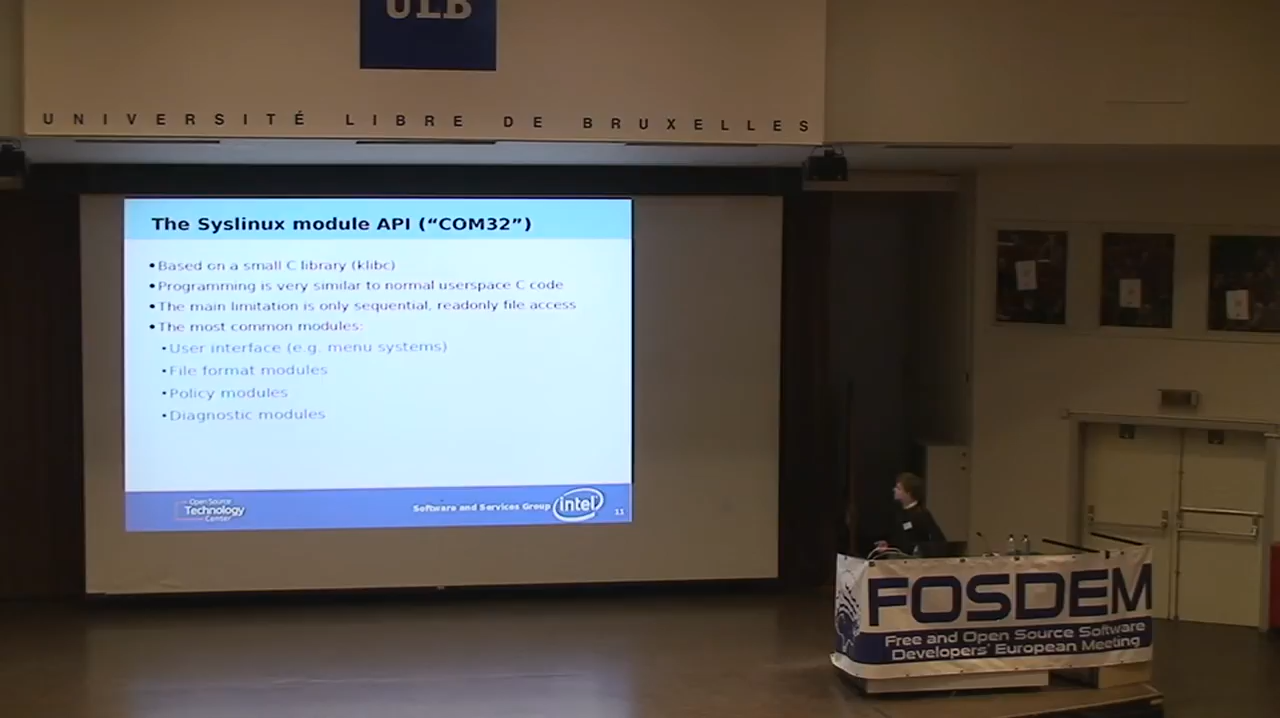 ULB
UNIVERSITÉ LIBRE DE BRUXELLES
The Syslinux module API (“COM32”)
•Based on a small C library (klibc)
•Programming is very similar to normal userspace C code
•The main limitation is only sequential, readonly file access
•The most common modules:
•User interface (e.g. menu systems)
•File format modules
•Policy modules
•Diagnostic modules
Open Source
Technology
Center
Software and Services Group
intel
11
FOSDEM
Free and Open Source Software
Developers' European Meeting